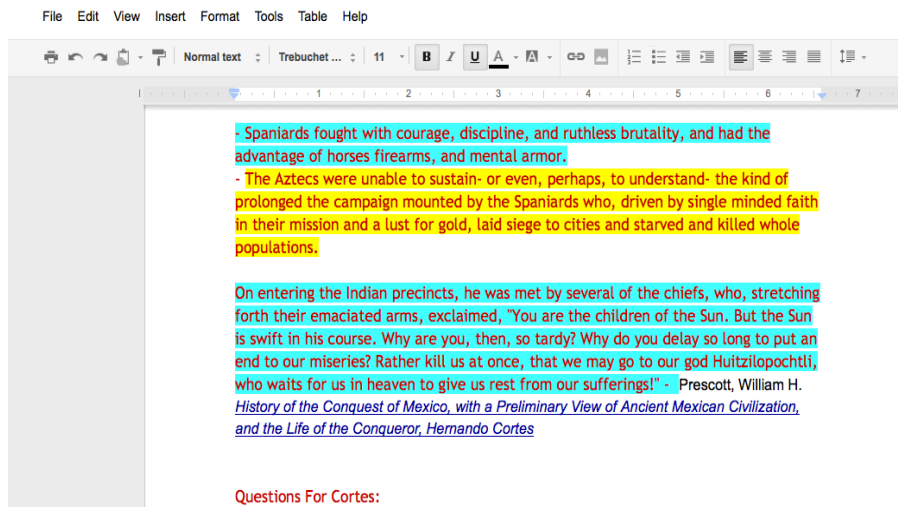 File Edit View Insert Format Tools Table Help
Normal text Trebuchet ... 11 B I U A A
1 2 3 4 5 6 7
- Spaniards fought with courage, discipline, and ruthless brutality, and had the
advantage of horses firearms, and mental armor.
- The Aztecs were unable to sustain- or even, perhaps, to understand- the kind of
prolonged the campaign mounted by the Spaniards who, driven by single minded faith
in their mission and a lust for gold, laid siege to cities and starved and killed whole
populations.
On entering the Indian precincts, he was met by several of the chiefs, who, stretching
forth their emaciated arms, exclaimed, "You are the children of the Sun. But the Sun
is swift in his course. Why are you, then, so tardy? Why do you delay so long to put an
end to our miseries? Rather kill us at once, that we may go to our god Huitzilopochtli,
who waits for us in heaven to give us rest from our sufferings!" - Prescott, William H.
History of the Conquest of Mexico, with a Preliminary View of Ancient Mexican Civilization,
and the Life of the Conqueror, Hernando Cortes
Questions For Cortes: